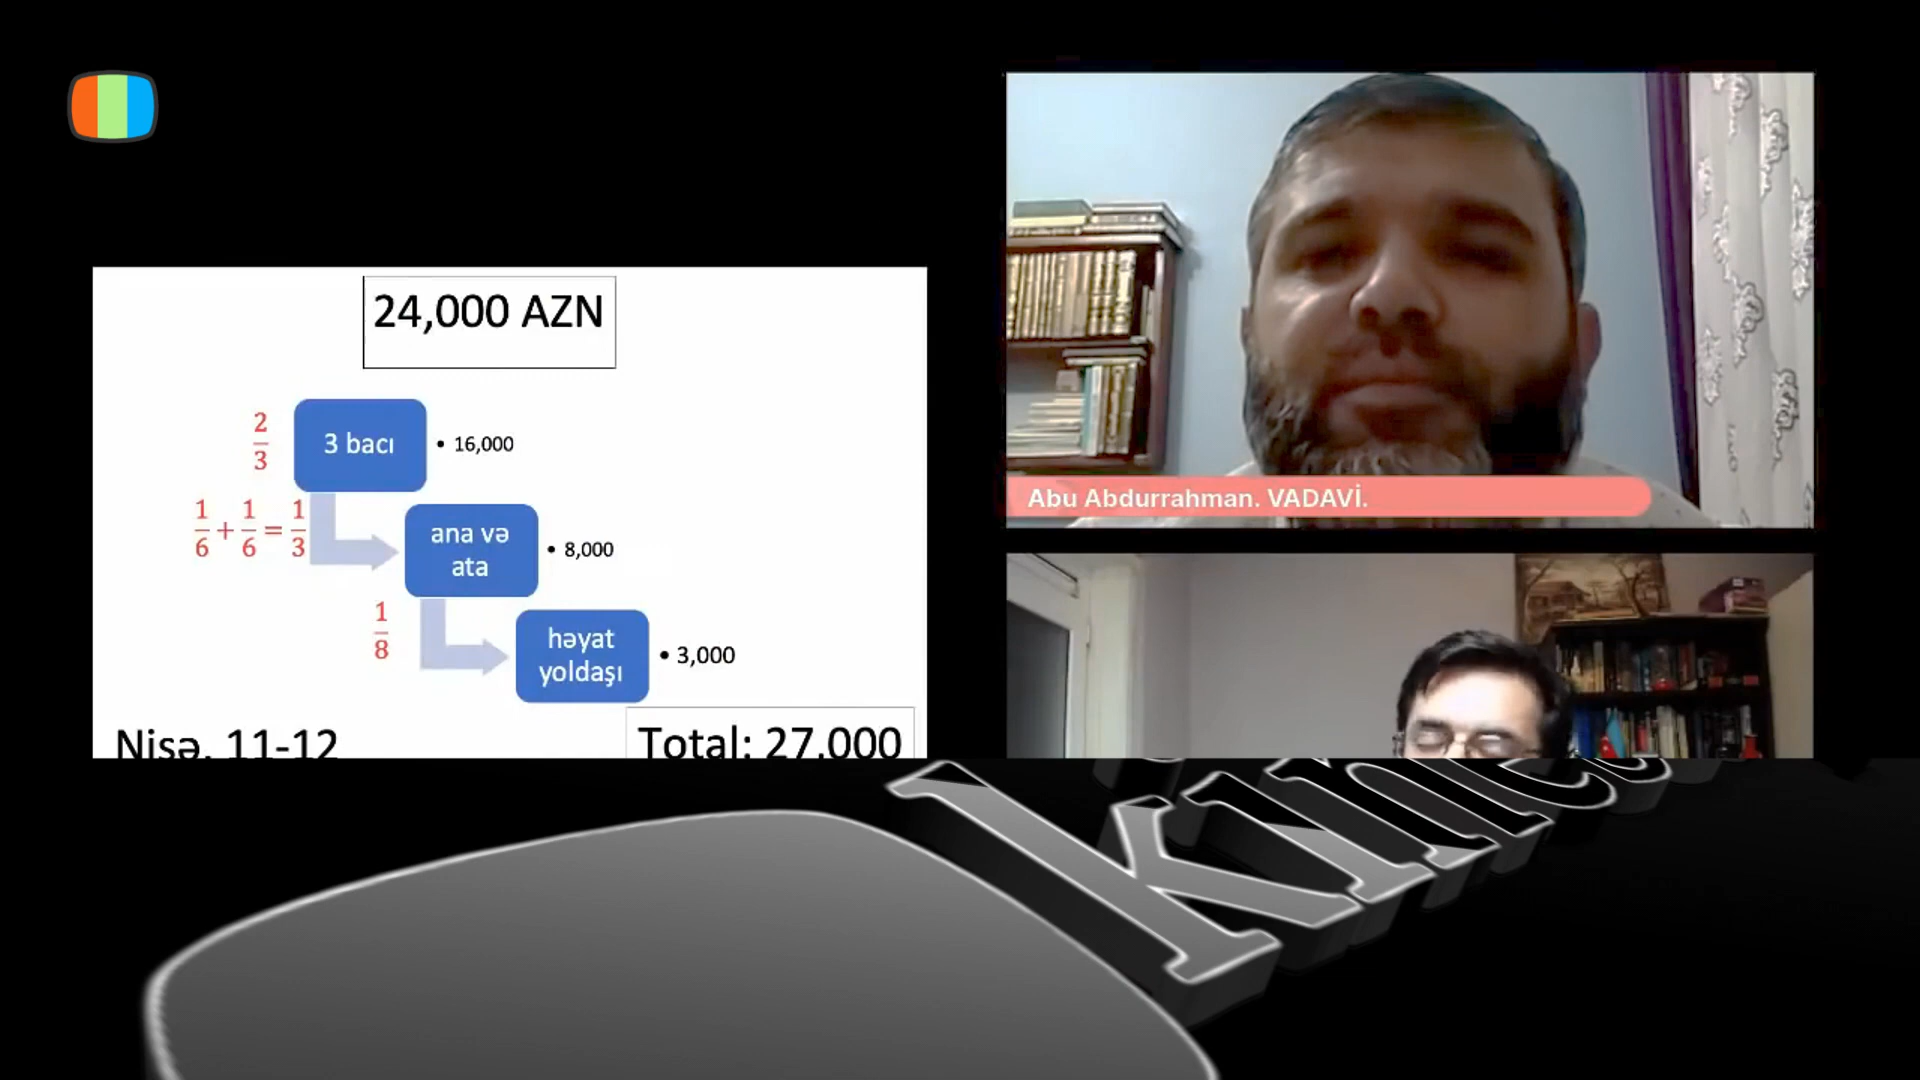 24,000 AZN
2/3
3 bacı
• 16,000
1/6 + 1/6 = 1/3
ana və
ata
• 8,000
1/8
həyat
yoldaşı
• 3,000
Nisə, 11-12
Total: 27,000
Abu Abdurrahman. VADAVİ.